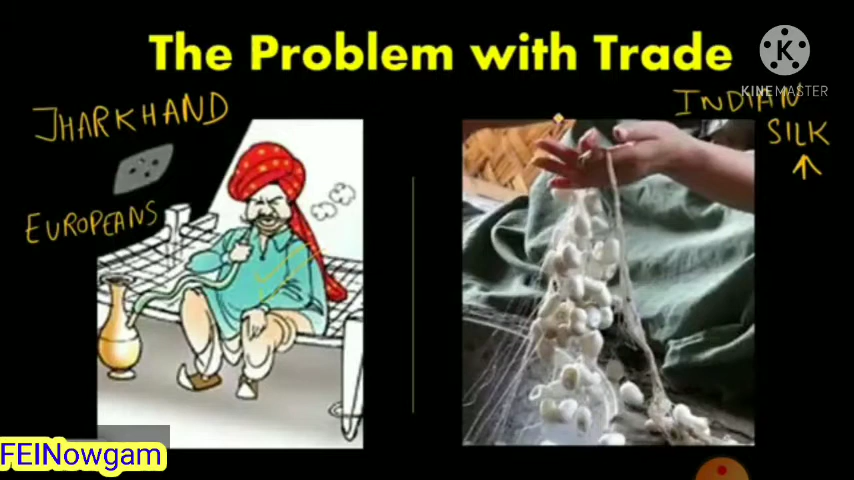 The Problem with Trade
K
KINEMASTER
JHARKHAND
INDIAN
SILK
EUROPEANS
FEINowgam